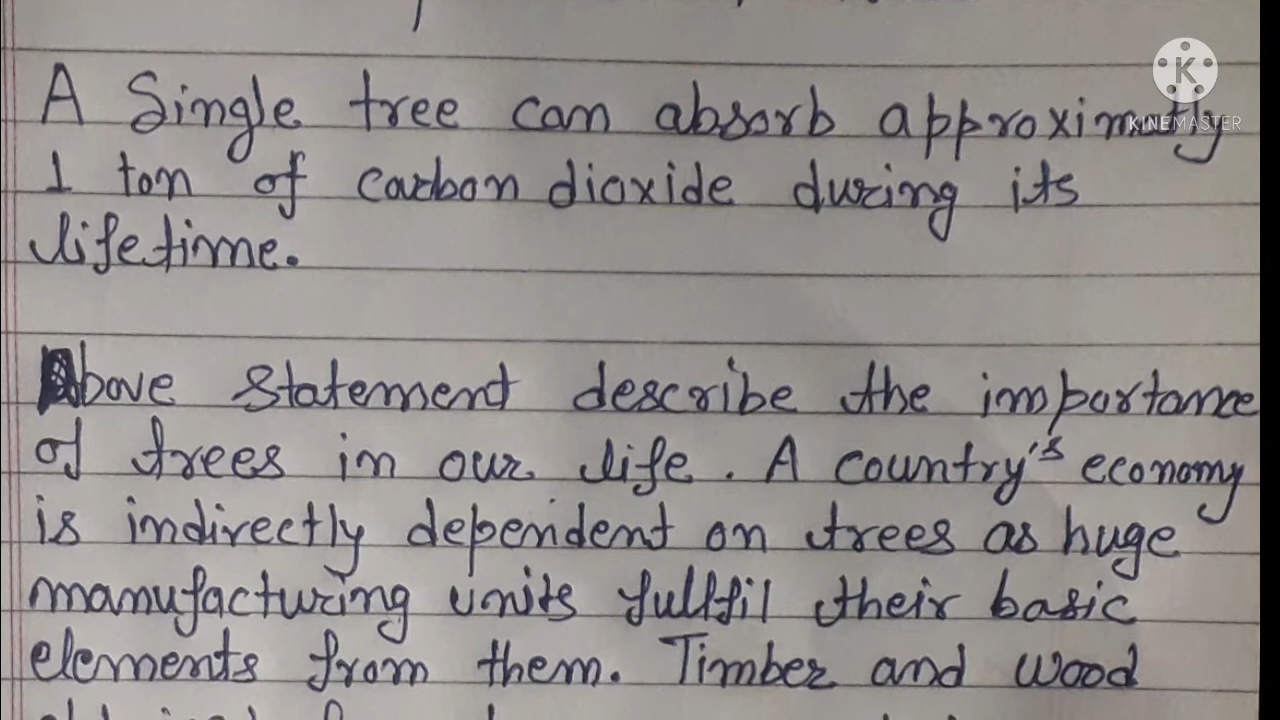 A Single tree can absorb approximatly
1 ton of carbon dioxide during its
lifetime.
Above statement describe the importance
of trees in our life. A country's economy
is indirectly dependent on trees as huge
manufacturing units fullfil their basic
elements from them. Timber and wood
K
KINEMASTER